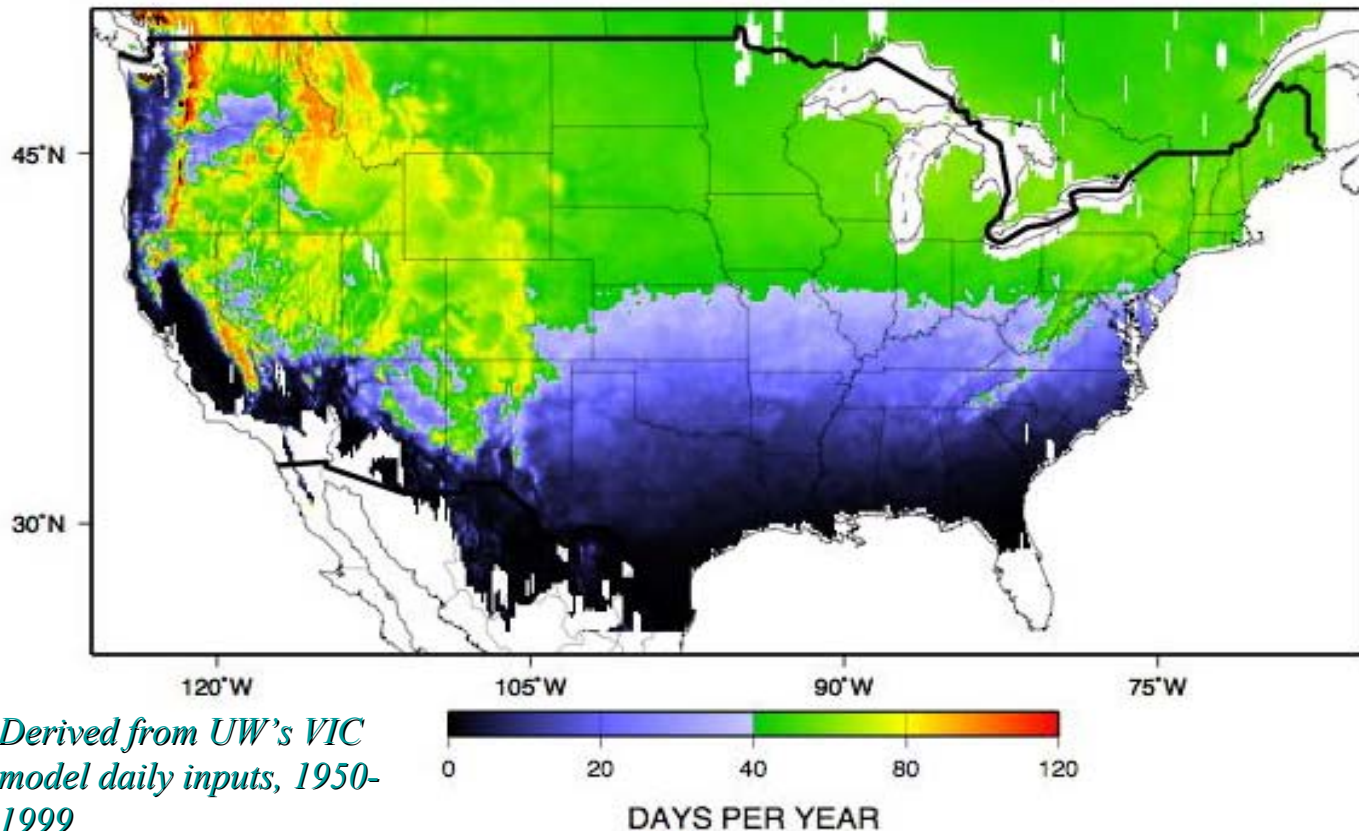 45°N
30°N
120°W 105°W 90°W 75°W
Derived from UW's VIC
model daily inputs, 1950-
1999
0 20 40 80 120
DAYS PER YEAR